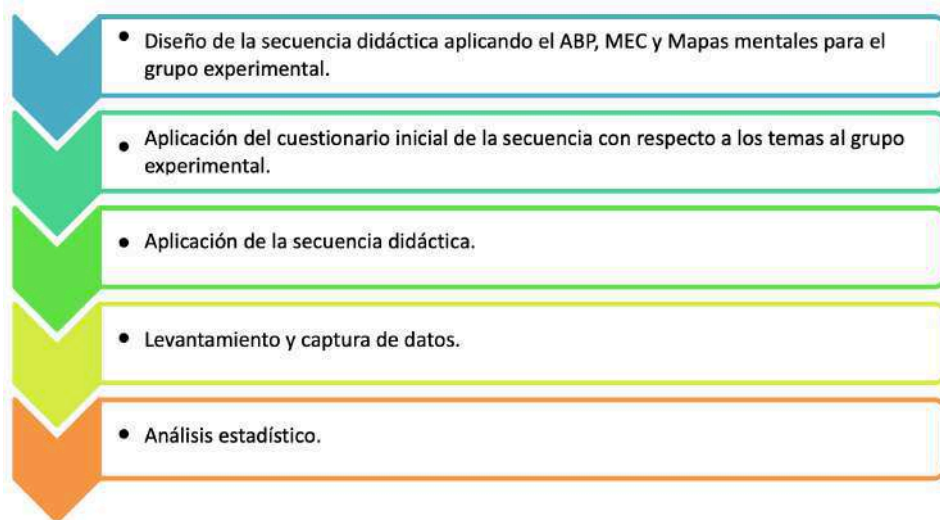 • Diseño de la secuencia didáctica aplicando el ABP, MEC y Mapas mentales para el
grupo experimental.
• Aplicación del cuestionario inicial de la secuencia con respecto a los temas al grupo
experimental.
• Aplicación de la secuencia didáctica.
• Levantamiento y captura de datos.
• Análisis estadístico.